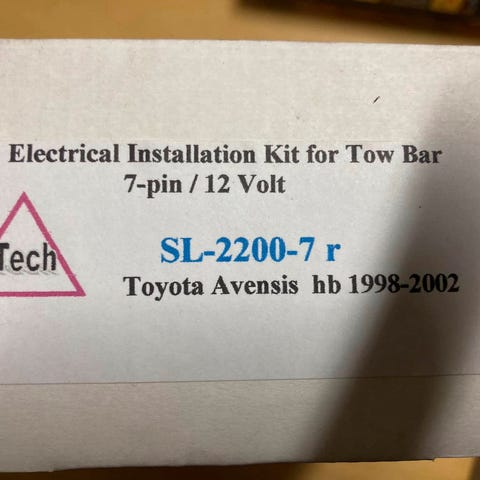 Electrical Installation Kit for Tow Bar
7-pin / 12 Volt
Tech
SL-2200-7 r
Toyota Avensis hb 1998-2002